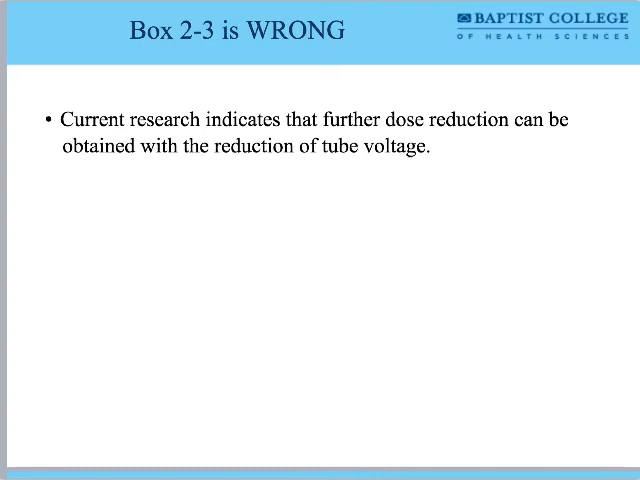 Box 2-3 is WRONG
BAPTIST COLLEGE
OF HEALTH SCIENCES
• Current research indicates that further dose reduction can be
obtained with the reduction of tube voltage.